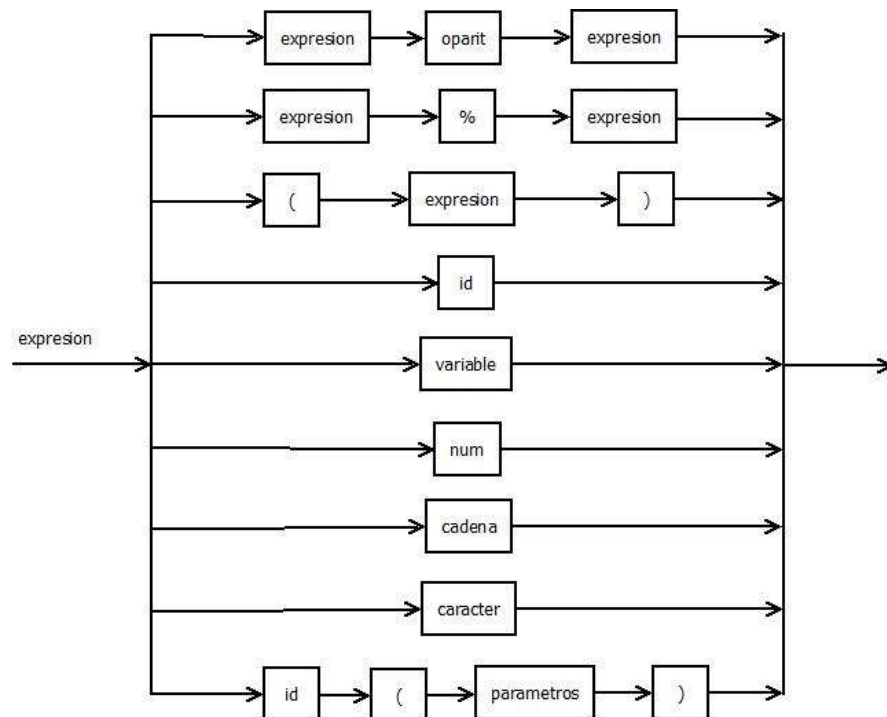 expresion oparit expresion
expresion % expresion
( expresion )
id
expresion
variable
num
cadena
caracter
id ( parametros )